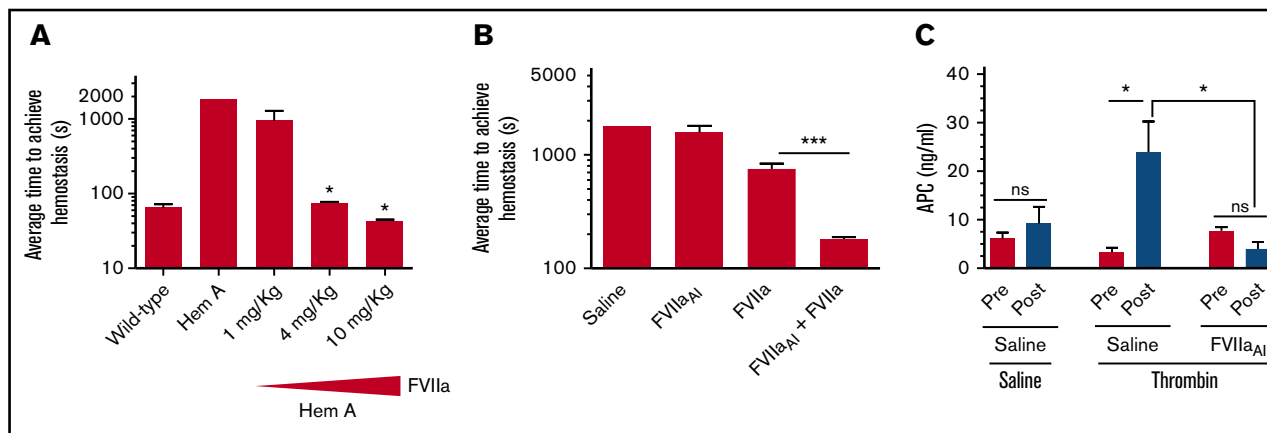 A
Average time to achieve
hemostasis (s)
2000
1000
100
10
*
*
Wild-type
Hem A
1 mg/Kg
4 mg/Kg
10 mg/Kg
FVIIa
Hem A
B
Average time to achieve
hemostasis (s)
5000
1000
100
***
Saline
FVIIaAI
FVIIa
FVIIaAI + FVIIa
C
APC (ng/ml)
40
30
20
10
0
ns
*
*
ns
Pre
Post
Pre
Post
Pre
Post
Saline
Saline
FVIIaAI
Saline
Thrombin